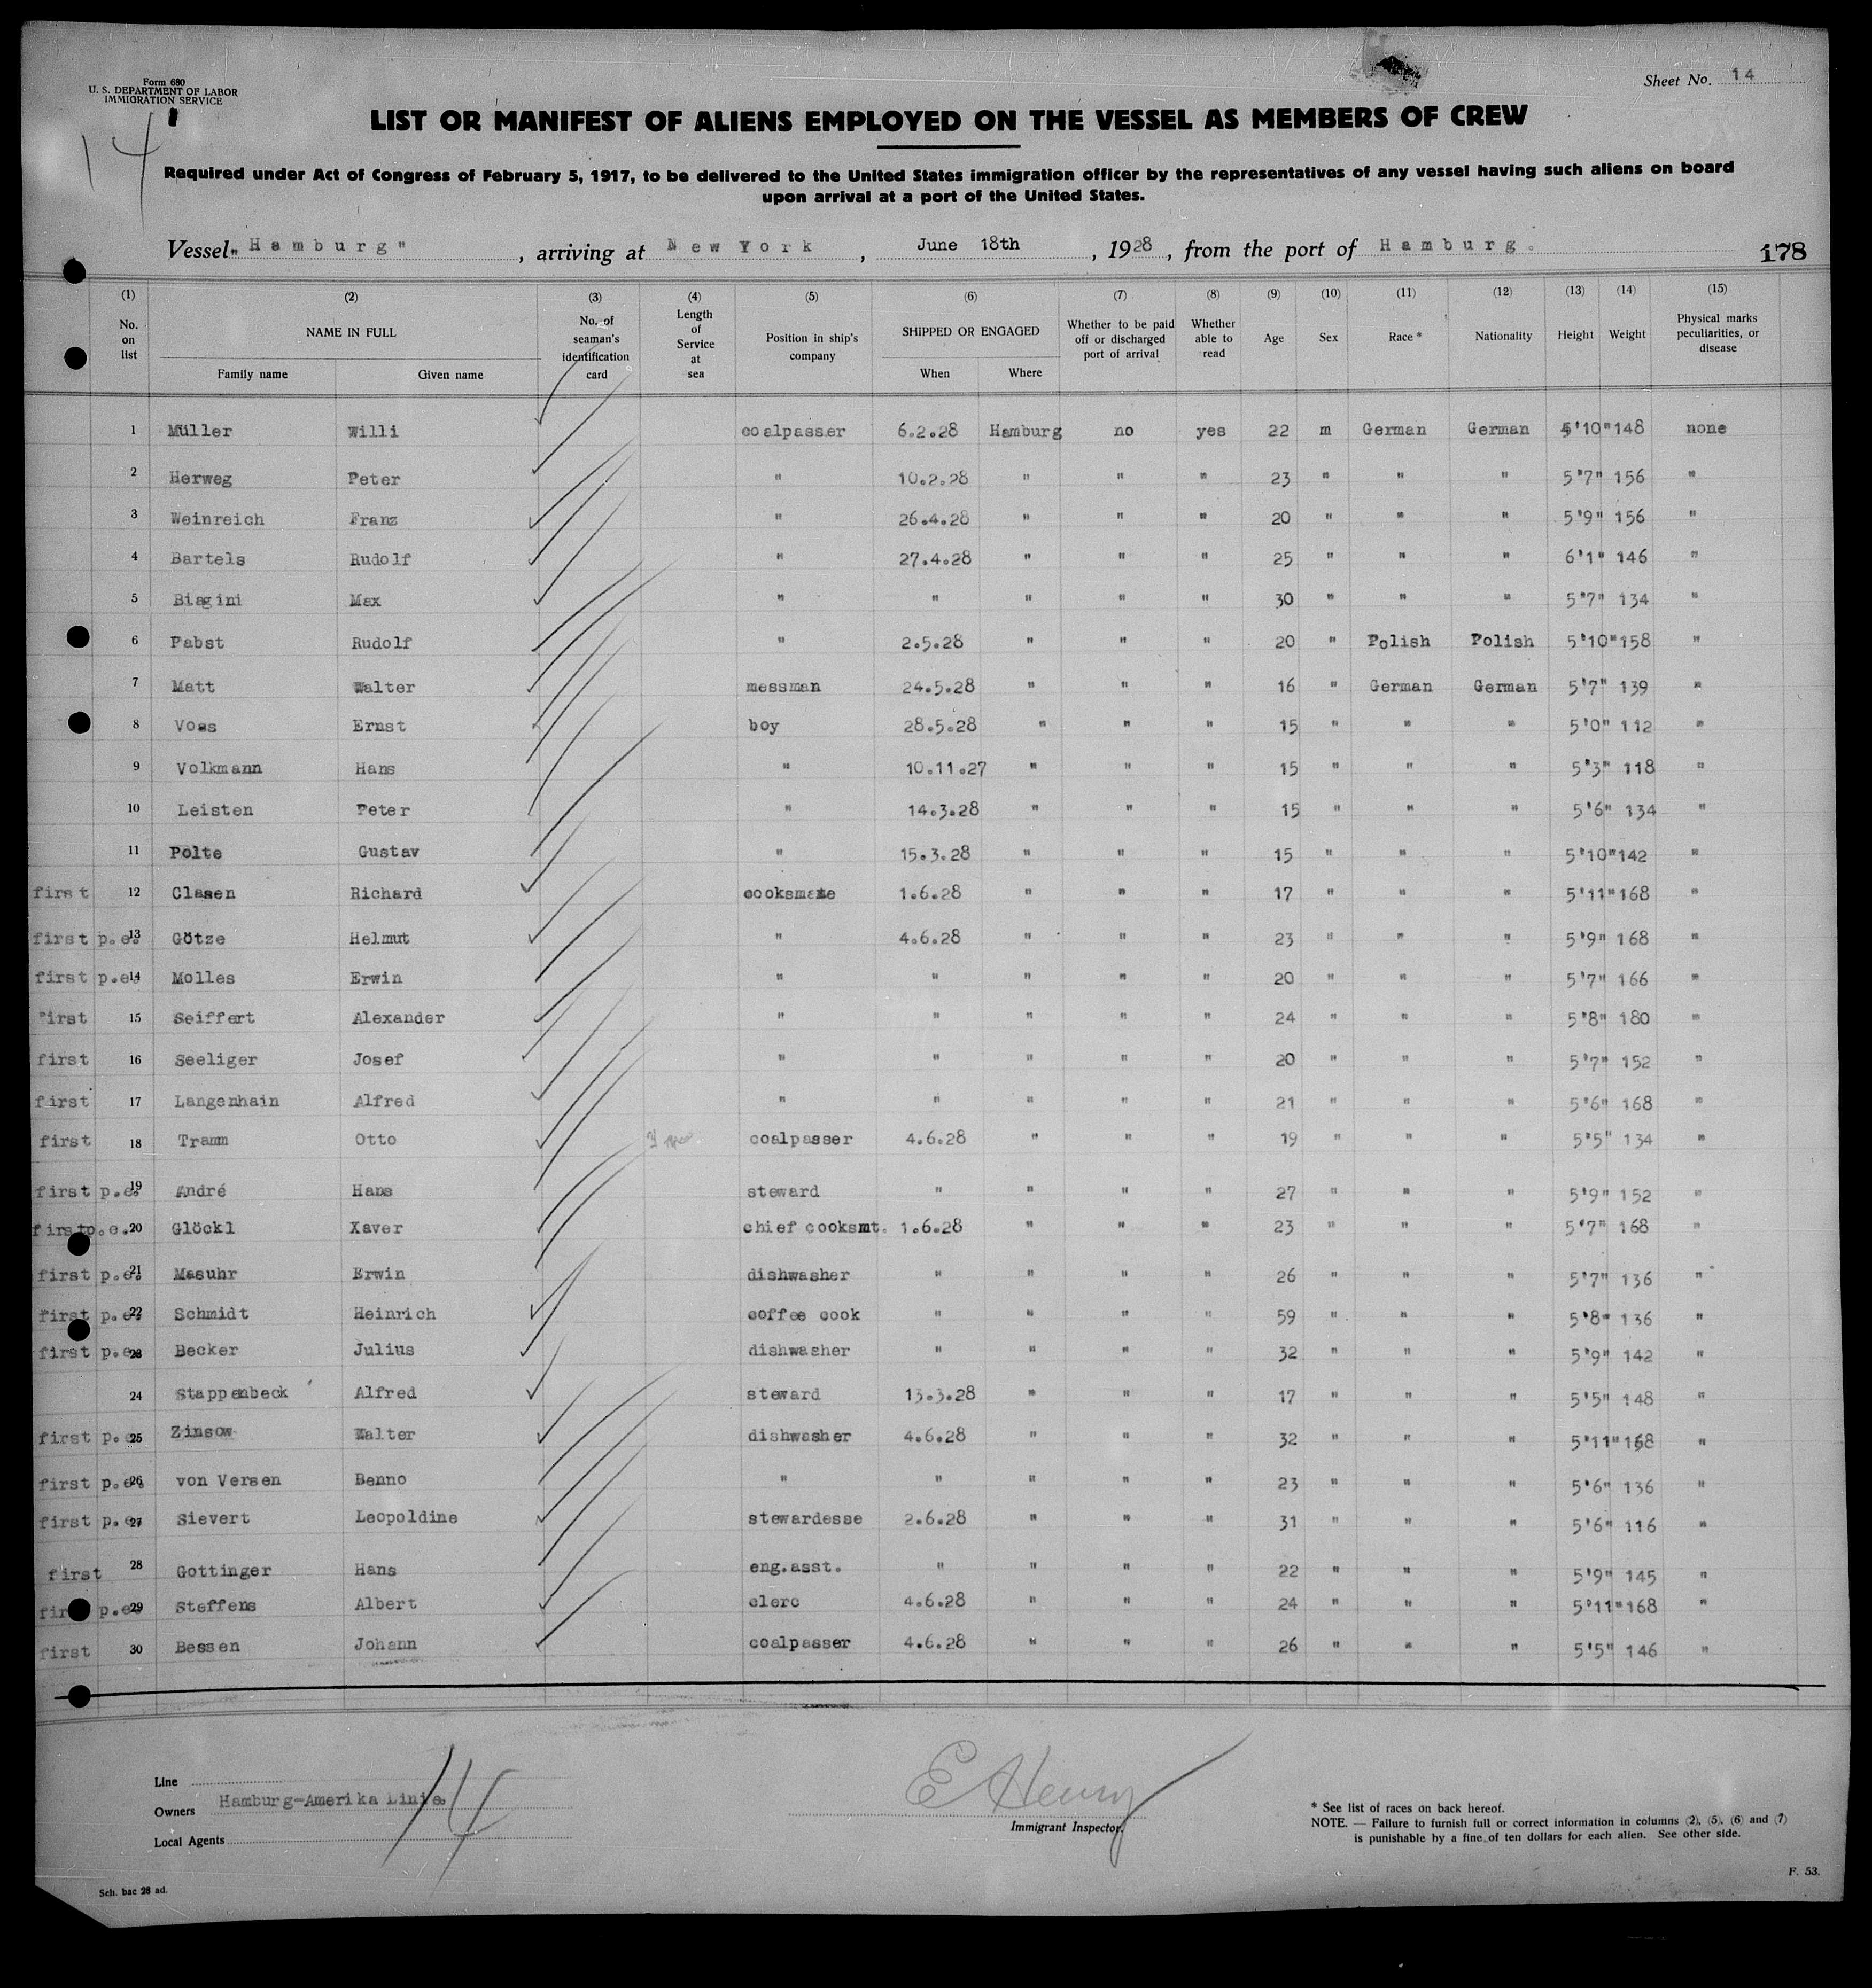 Form 680
U. S. DEPARTMENT OF LABOR
IMMIGRATION SERVICE
Sheet No. 14
14
LIST OR MANIFEST OF ALIENS EMPLOYED ON THE VESSEL AS MEMBERS OF CREW
Required under Act of Congress of February 5, 1917, to be delivered to the United States immigration officer by the representatives of any vessel having such aliens on board
upon arrival at a port of the United States.
Vessel "Hamburg", arriving at New York, June 18th, 1928, from the port of Hamburg. 178
(1) (2) (3) (4) (5) (6) (7) (8) (9) (10) (11) (12) (13) (14) (15)
No. on list NAME IN FULL No. of seaman's identification card Length of Service at sea Position in ship's company SHIPPED OR ENGAGED Whether to be paid off or discharged port of arrival Whether able to read Age Sex Race * Nationality Height Weight Physical marks peculiarities, or disease
Family name Given name When Where
1 Müller Willi coalpasser 6.2.28 Hamburg no yes 22 m German German 5'10" 148 none
2 Herweg Peter " 10.2.28 " " " 23 " " " 5'7" 156 "
3 Weinreich Franz " 26.4.28 " " " 20 " " " 5'9" 156 "
4 Bartels Rudolf " 27.4.28 " " " 25 " " " 6'1" 146 "
5 Biagini Max " " " " " 30 " " " 5'7" 134 "
6 Pabst Rudolf " 2.5.28 " " " 20 " Polish Polish 5'10" 158 "
7 Matt Walter messman 24.5.28 " " " 16 " German German 5'7" 139 "
8 Voss Ernst boy 28.5.28 " " " 15 " " " 5'0" 112 "
9 Volkmann Hans " 10.11.27 " " " 15 " " " 5'3" 118 "
10 Leisten Peter " 14.3.28 " " " 15 " " " 5'6" 134 "
11 Polte Gustav " 15.3.28 " " " 15 " " " 5'10" 142 "
first 12 Clasen Richard cooksmate 1.6.28 " " " 17 " " " 5'11" 168 "
first p.e. 13 Götze Helmut " 4.6.28 " " " 23 " " " 5'9" 168 "
first p.e. 14 Molles Erwin " " " " " 20 " " " 5'7" 166 "
first 15 Seiffert Alexander " " " " " 24 " " " 5'8" 180 "
first 16 Seeliger Josef " " " " " 20 " " " 5'7" 152 "
first 17 Langenhain Alfred " " " " " 21 " " " 5'6" 168 "
first 18 Tramm Otto coalpasser 4.6.28 " " " 19 " " " 5'5" 134 "
first p.e. 19 André Hans steward " " " " 27 " " " 5'9" 152 "
first p.e. 20 Glöckl Xaver chief cooksmt. 1.6.28 " " " 23 " " " 5'7" 168 "
first p.e. 21 Masuhr Erwin dishwasher " " " " 26 " " " 5'7" 136 "
first p.e. 22 Schmidt Heinrich coffee cook " " " " 59 " " " 5'8" 136 "
first p.e. 23 Becker Julius dishwasher " " " " 32 " " " 5'9" 142 "
24 Stappenbeck Alfred steward 13.3.28 " " " 17 " " " 5'5" 148 "
first p.e. 25 Zinsow Walter dishwasher 4.6.28 " " " 32 " " " 5'11" 168 "
first p.e. 26 von Versen Benno " " " " " 23 " " " 5'6" 136 "
first p.e. 27 Sievert Leopoldine stewardesse 2.6.28 " " " 31 " " " 5'6" 116 "
first 28 Gottinger Hans eng.asst. " " " " 22 " " " 5'9" 145 "
first p.e. 29 Steffens Albert clerc 4.6.28 " " " 24 " " " 5'11" 168 "
first 30 Bessen Johann coalpasser 4.6.28 " " " 26 " " " 5'5" 146 "
Line
Owners Hamburg-Amerika Linie.
Local Agents
14
E Henry
Immigrant Inspector.
* See list of races on back hereof.
NOTE. — Failure to furnish full or correct information in columns (2), (5), (6) and (7)
is punishable by a fine of ten dollars for each alien. See other side.
F. 53.
Sch. bac 28 ad.